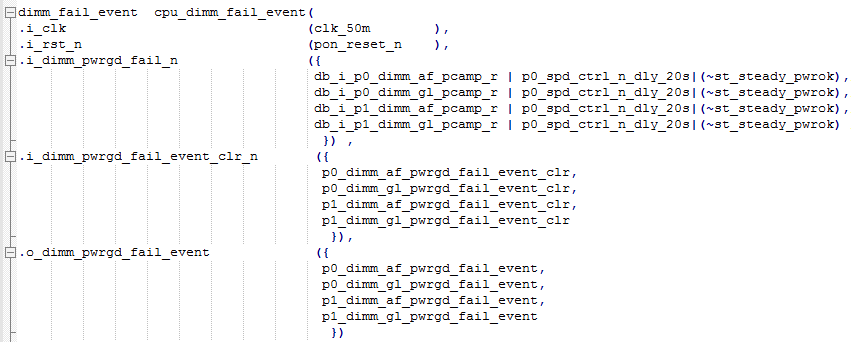 dimm_fail_event  cpu_dimm_fail_event(
.i_clk                              (clk_50m        ),
.i_rst_n                            (pon_reset_n    ),
.i_dimm_pwrgd_fail_n                ({
db_i_p0_dimm_af_pcamp_r | p0_spd_ctrl_n_dly_20s|(~st_steady_pwrok),
db_i_p0_dimm_gl_pcamp_r | p0_spd_ctrl_n_dly_20s|(~st_steady_pwrok),
db_i_p1_dimm_af_pcamp_r | p0_spd_ctrl_n_dly_20s|(~st_steady_pwrok),
db_i_p1_dimm_gl_pcamp_r | p0_spd_ctrl_n_dly_20s|(~st_steady_pwrok)
}) ,
.i_dimm_pwrgd_fail_event_clr_n       ({
p0_dimm_af_pwrgd_fail_event_clr,
p0_dimm_gl_pwrgd_fail_event_clr,
p1_dimm_af_pwrgd_fail_event_clr,
p1_dimm_gl_pwrgd_fail_event_clr
}),
.o_dimm_pwrgd_fail_event             ({
p0_dimm_af_pwrgd_fail_event,
p0_dimm_gl_pwrgd_fail_event,
p1_dimm_af_pwrgd_fail_event,
p1_dimm_gl_pwrgd_fail_event
})